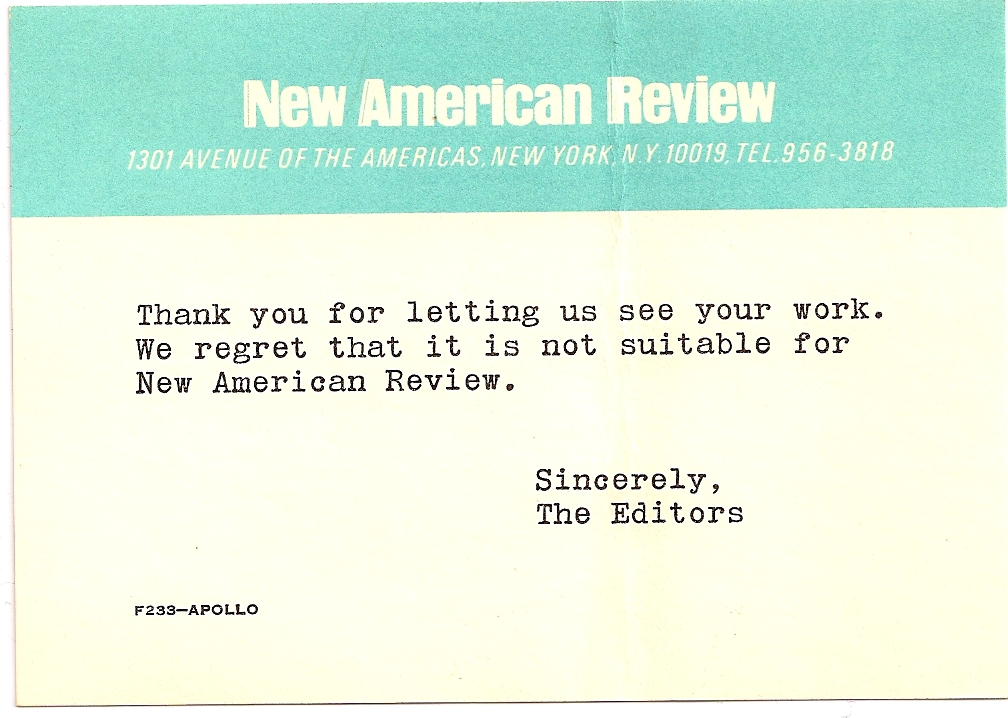 New American Review
1301 AVENUE OF THE AMERICAS, NEW YORK, N.Y. 10019, TEL. 956-3818
Thank you for letting us see your work.
We regret that it is not suitable for
New American Review.
Sincerely,
The Editors
F233—APOLLO